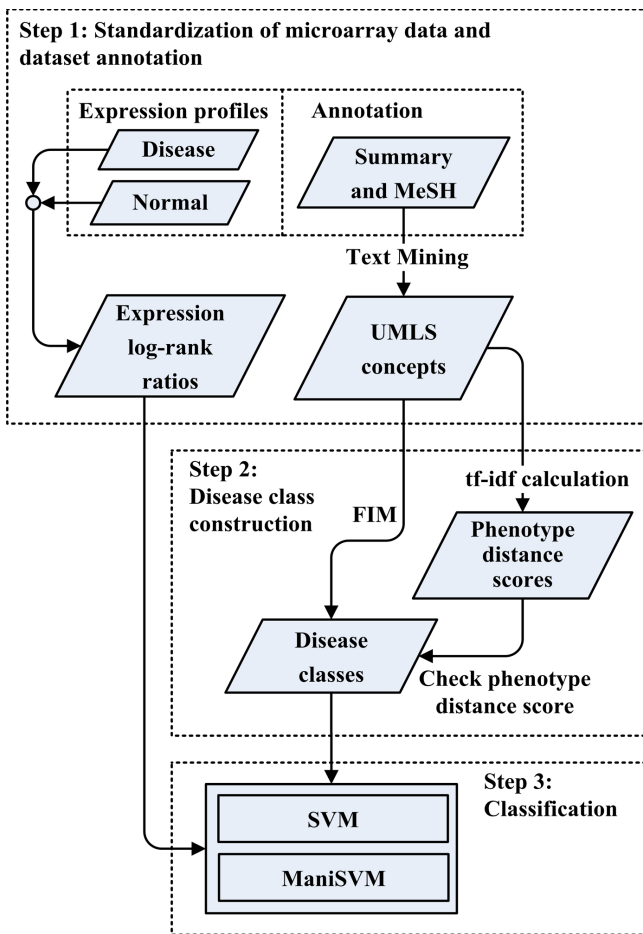 Step 1: Standardization of microarray data and
dataset annotation
Expression profiles
Annotation
Disease
Normal
Summary
and MeSH
Text Mining
Expression
log-rank
ratios
UMLS
concepts
Step 2:
Disease class
construction
tf-idf calculation
FIM
Phenotype
distance
scores
Disease
classes
Check phenotype
distance score
Step 3:
Classification
SVM
ManiSVM